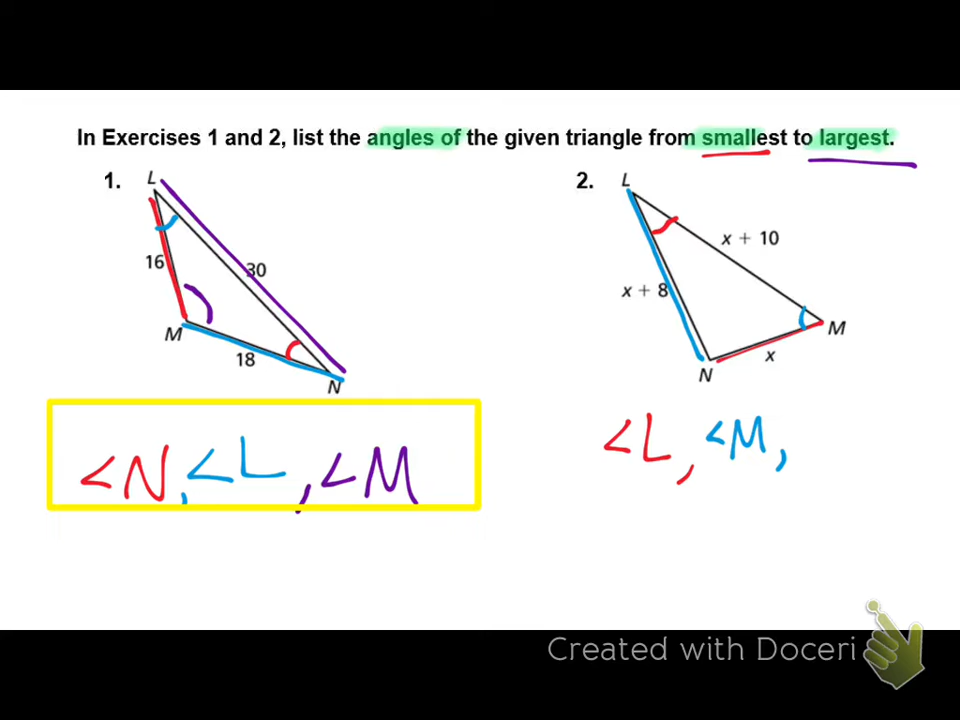 In Exercises 1 and 2, list the angles of the given triangle from smallest to largest.
1.
L
16
30
M
18
N
<N, <L, <M
2.
L
x + 10
x + 8
M
x
N
<L, <M,
Created with Doceri